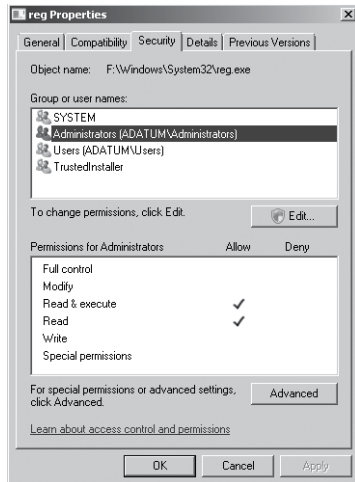 reg Properties
General Compatibility Security Details Previous Versions
Object name: F:\Windows\System32\reg.exe
Group or user names:
SYSTEM
Administrators (ADATUM\Administrators)
Users (ADATUM\Users)
TrustedInstaller
To change permissions, click Edit.
Edit...
Permissions for Administrators Allow Deny
Full control
Modify
Read & execute
Read
Write
Special permissions
For special permissions or advanced settings,
click Advanced.
Advanced
Learn about access control and permissions
OK Cancel Apply